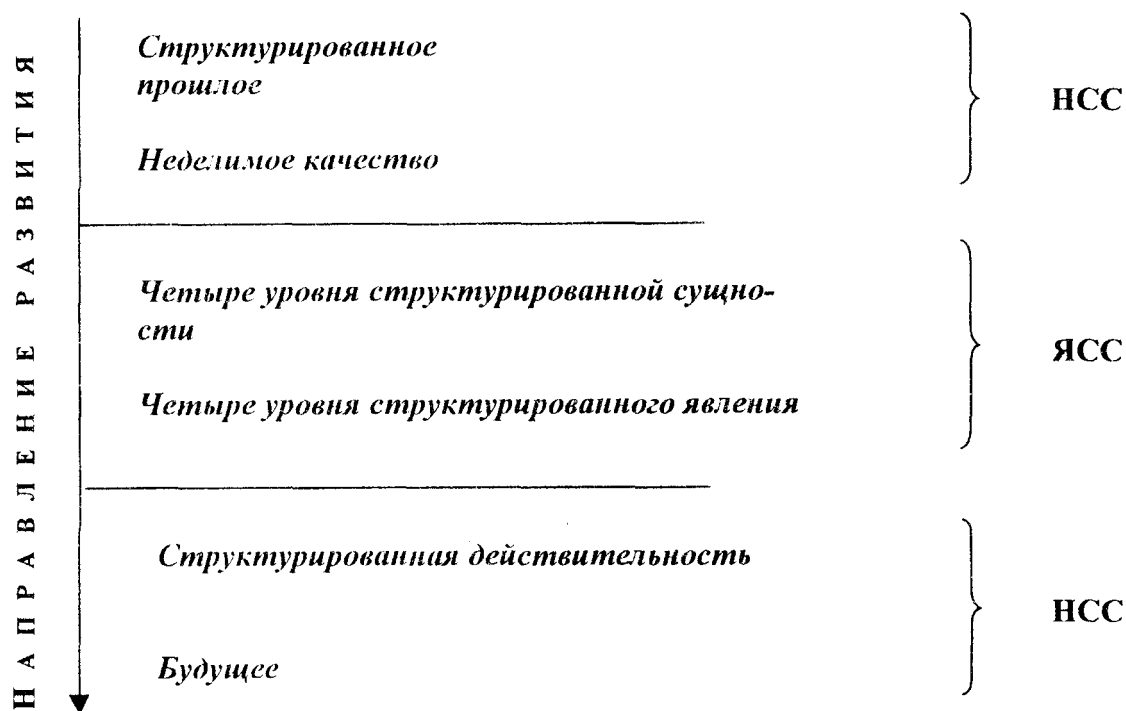 НАПРАВЛЕНИЕ РАЗВИТИЯ
Структурированное
прошлое
НСС
Неделимое качество
Четыре уровня структурированной сущно-
сти
ЯСС
Четыре уровня структурированного явления
Структурированная действительность
НСС
Будущее